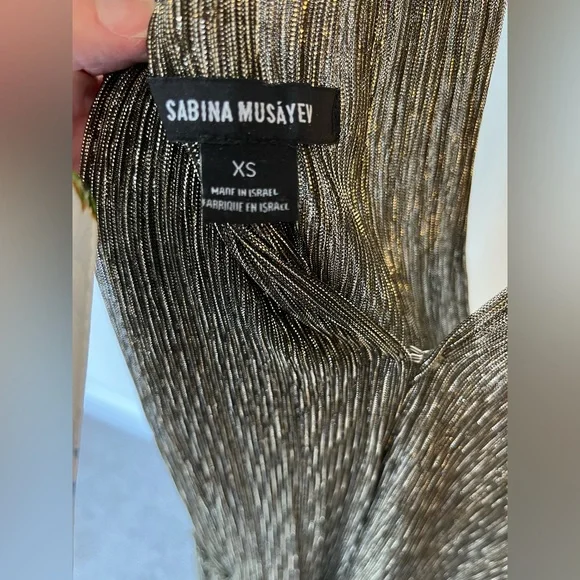 SABINA MUSÁYEV
XS
MADE IN ISRAEL
FABRIQUE EN ISRAEL